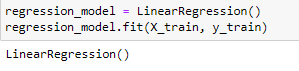 regression_model = LinearRegression()
regression_model.fit(X_train, y_train)
LinearRegression()